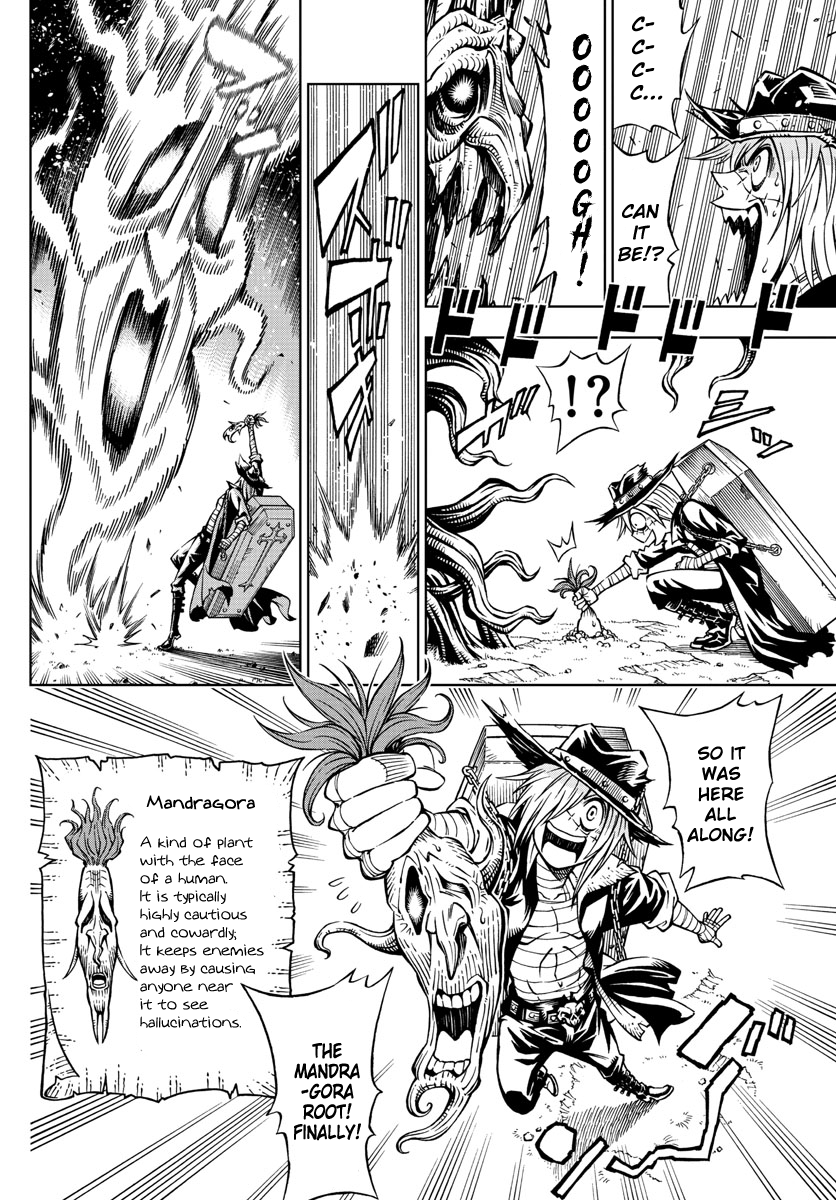 C-
C-
C-
C...
CAN
IT
BE!?
OOOOOOGH!
ドドドド
!?
SO IT
WAS
HERE
ALL
ALONG!
Mandragora
A kind of plant
with the face
of a human.
It is typically
highly cautious
and cowardly;
It keeps enemies
away by causing
anyone near
it to see
hallucinations.
THE
MANDRA
-GORA
ROOT!
FINALLY!